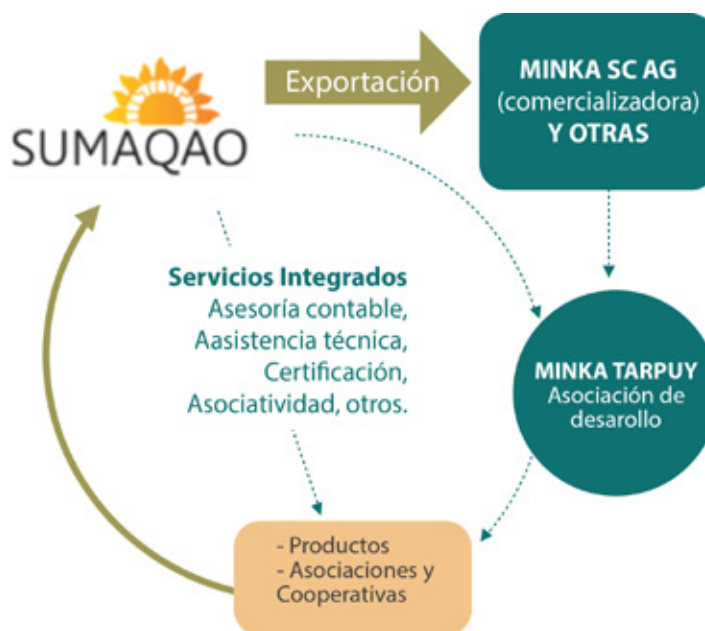 SUMAQAO
Exportación
MINKA SC AG
(comercializadora)
Y OTRAS
Servicios Integrados
Asesoría contable,
Aasistencia técnica,
Certificación,
Asociatividad, otros.
MINKA TARPUY
Asociación de
desarollo
- Productos
- Asociaciones y
Cooperativas